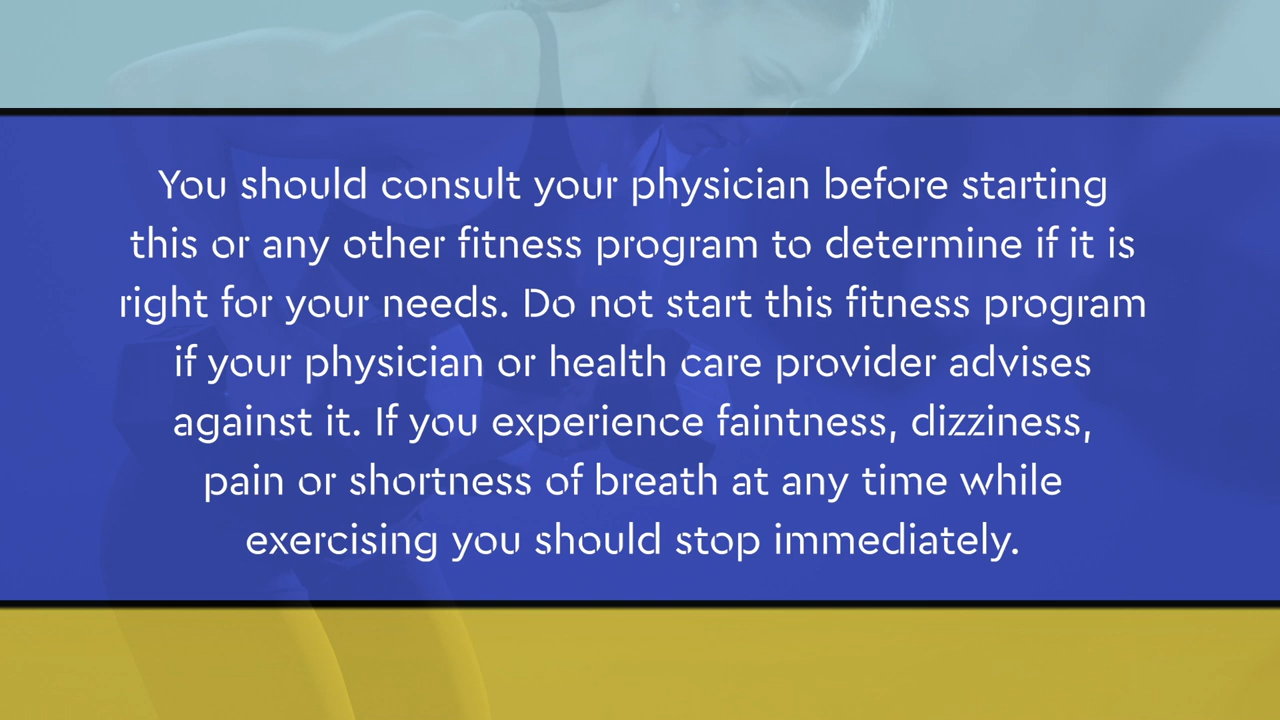 You should consult your physician before starting
this or any other fitness program to determine if it is
right for your needs. Do not start this fitness program
if your physician or health care provider advises
against it. If you experience faintness, dizziness,
pain or shortness of breath at any time while
exercising you should stop immediately.